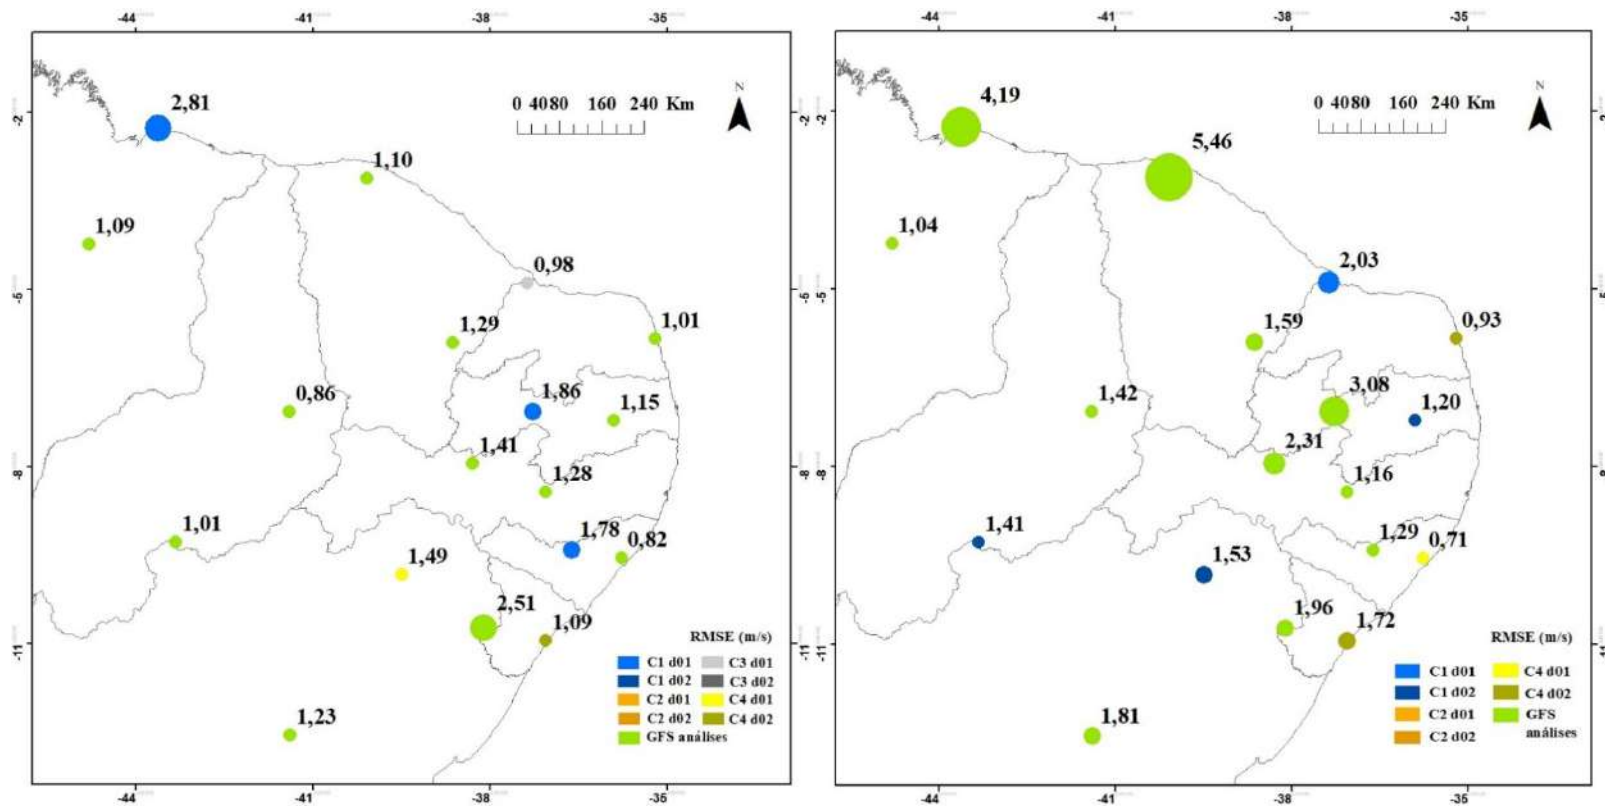 -44 -41 -38 -35
2,81
N
0 40 80 160 240 Km
-2
1,10
1,09
0,98
-5
1,29
1,01
0,86
1,86
1,15
1,41
-8
1,28
1,01
1,78
0,82
1,49
2,51
1,09
-11
RMSE (m/s)
C1 d01 C3 d01
C1 d02 C3 d02
C2 d01 C4 d01
C2 d02 C4 d02
GFS análises
1,23
-44 -41 -38 -35
-44 -41 -38 -35
4,19
N
0 40 80 160 240 Km
5,46
1,04
2,03
1,59
0,93
1,42
3,08
1,20
2,31
-8
1,16
1,41
1,29
0,71
1,53
1,96
1,72
RMSE (m/s)
C1 d01 C4 d01
C1 d02 C4 d02
C2 d01 GFS
C2 d02 análises
1,81
-44 -41 -38 -35